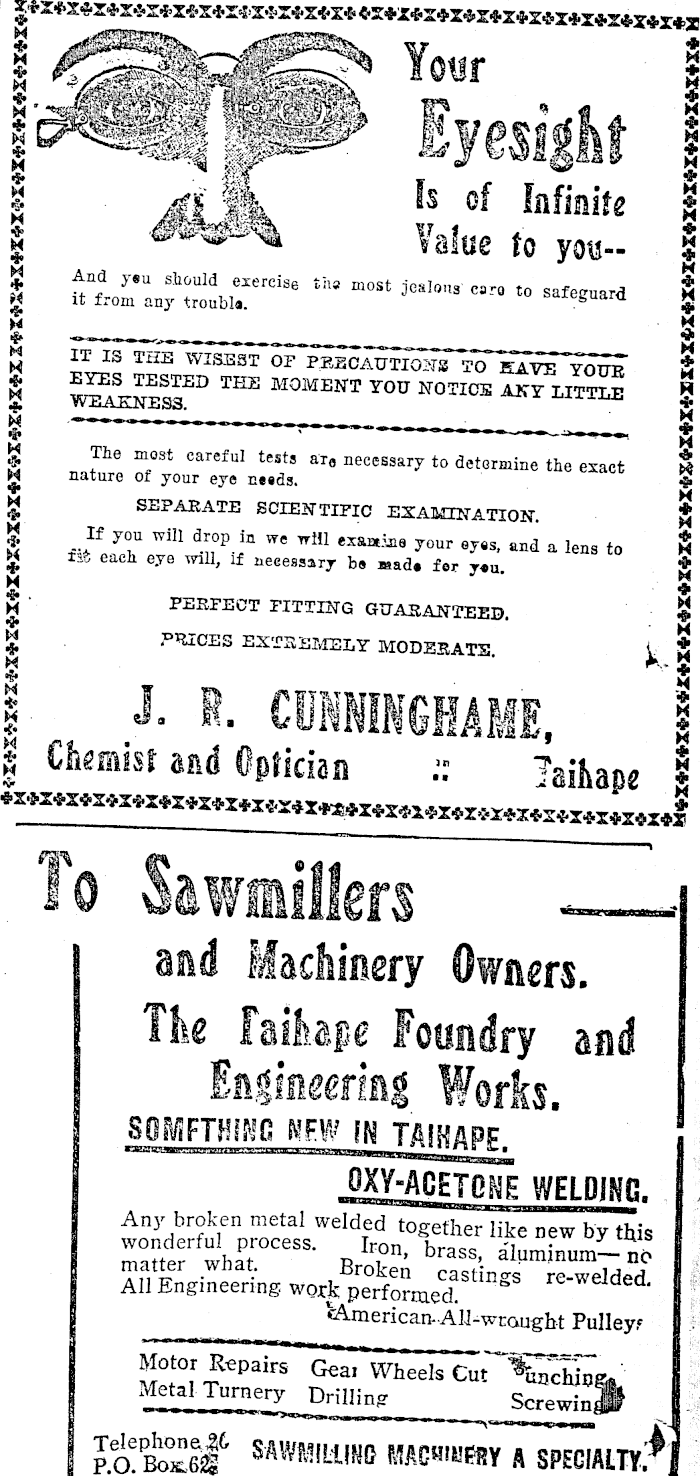 Your
Eyesight
Is of Infinite
Value to you--
And you should exercise the most jealous care to safeguard
it from any trouble.
IT IS THE WISEST OF PRECAUTIONS TO HAVE YOUR
EYES TESTED THE MOMENT YOU NOTICE ANY LITTLE
WEAKNESS.
The most careful tests are necessary to determine the exact
nature of your eye needs.
SEPARATE SCIENTIFIC EXAMINATION.
If you will drop in we will examine your eyes, and a lens to
fit each eye will, if necessary be made for you.
PERFECT FITTING GUARANTEED.
PRICES EXTREMELY MODERATE.
J. R. CUNNINGHAME,
Chemist and Optician :: Taihape
To Sawmillers
and Machinery Owners.
The Taihape Foundry and
Engineering Works.
SOMETHING NEW IN TAIHAPE.
OXY-ACETONE WELDING.
Any broken metal welded together like new by this
wonderful process. Iron, brass, aluminum— no
matter what. Broken castings re-welded.
All Engineering work performed.
American All-wrought Pulleys
Motor Repairs Gear Wheels Cut Punching
Metal Turnery Drilling Screwing
Telephone 26 SAWMILLING MACHINERY A SPECIALTY.
P.O. Box 62